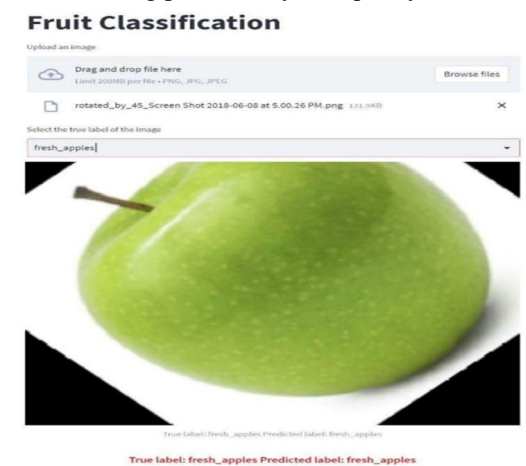 Fruit Classification
Upload an image
Drag and drop file here
Limit 200MB per file • PNG, JPG, JPEG
Browse files
rotated_by_45_Screen Shot 2018-06-08 at 5.00.26 PM.png 131.9KB
Select the true label of the image
fresh_apples
True label: fresh_apples Predicted label: fresh_apples
True label: fresh_apples Predicted label: fresh_apples